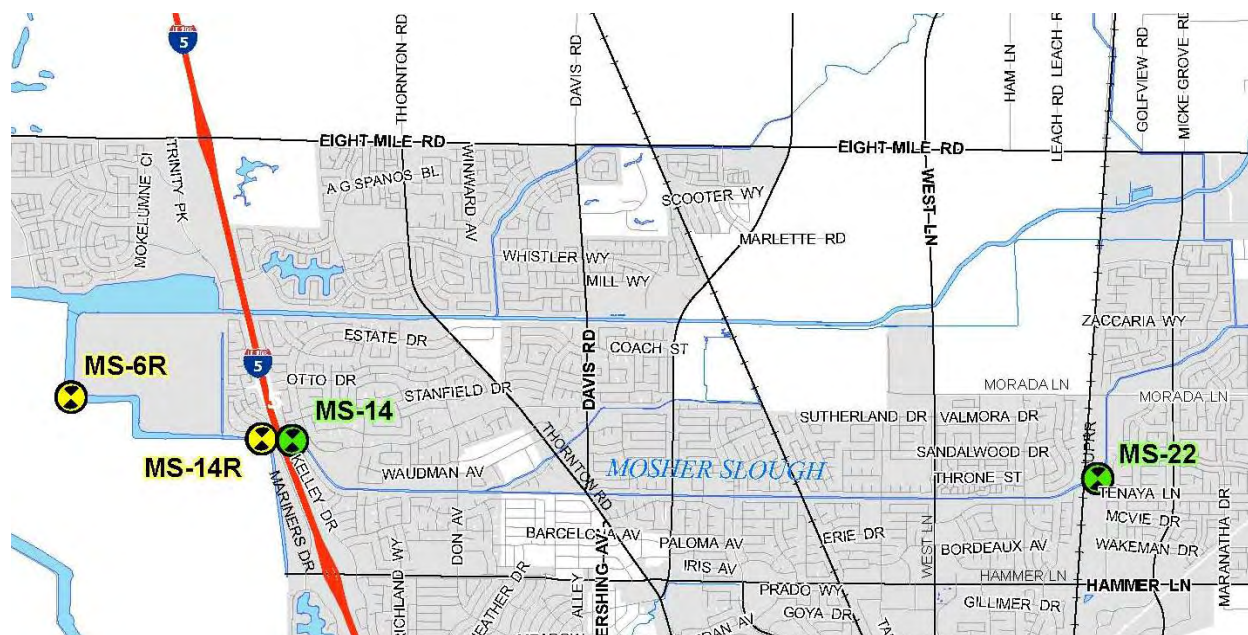 5
THORNTON RD
DAVIS RD
HAM LN
LEACH RD
LEACH R
GOLFVIEW RD
MICKE GROVE RD
EIGHT MILE RD
EIGHT MILE RD
MOKELUMNE CI
TRINITY PK
A G SPANOS BL
WINNWARD AV
SCOOTER WY
WEST LN
MARLETTE RD
WHISTLER WY
MILL WY
ZACCARIA WY
ESTATE DR
DAVIS RD
COACH ST
5
MS-6R
OTTO DR
STANFIELD DR
MORADA LN
MORADA LN
MS-14
SUTHERLAND DR
VALMORA DR
MS-14R
KELLEY DR
MARINERS DR
WAUDMAN AV
THORNTON RD
MOSHER SLOUGH
SANDALWOOD DR
THRONE ST
UPRR
MS-22
TENAYA LN
MCVIE DR
MARANATHA DR
DON AV
BARCELONA AV
PALOMA AV
ERIE DR
WEST LN
BORDEAUX AV
WAKEMAN DR
RICHLAND WY
EATHER DR
ALLEY
ERSHING AV
IRIS AV
HAMMER LN
HAMMER LN
PRADO WY
GOYA DR
GILLIMER DR